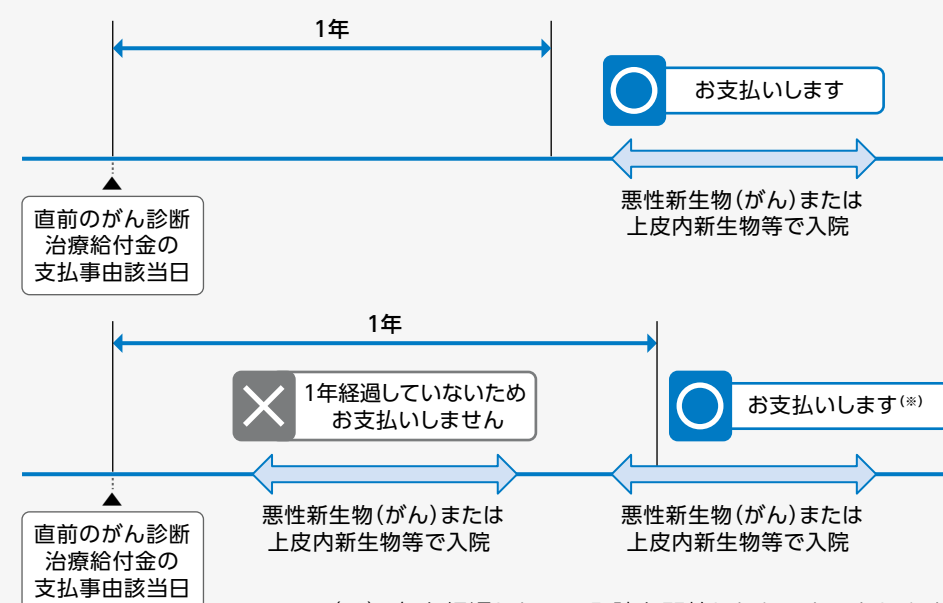 1年
お支払いします
悪性新生物(がん)または
上皮内新生物等で入院
直前のがん診断
治療給付金の
支払事由該当日
1年
1年経過していないため
お支払いしません
お支払いします(※)
悪性新生物(がん)または
上皮内新生物等で入院
悪性新生物(がん)または
上皮内新生物等で入院
直前のがん診断
治療給付金の
支払事由該当日